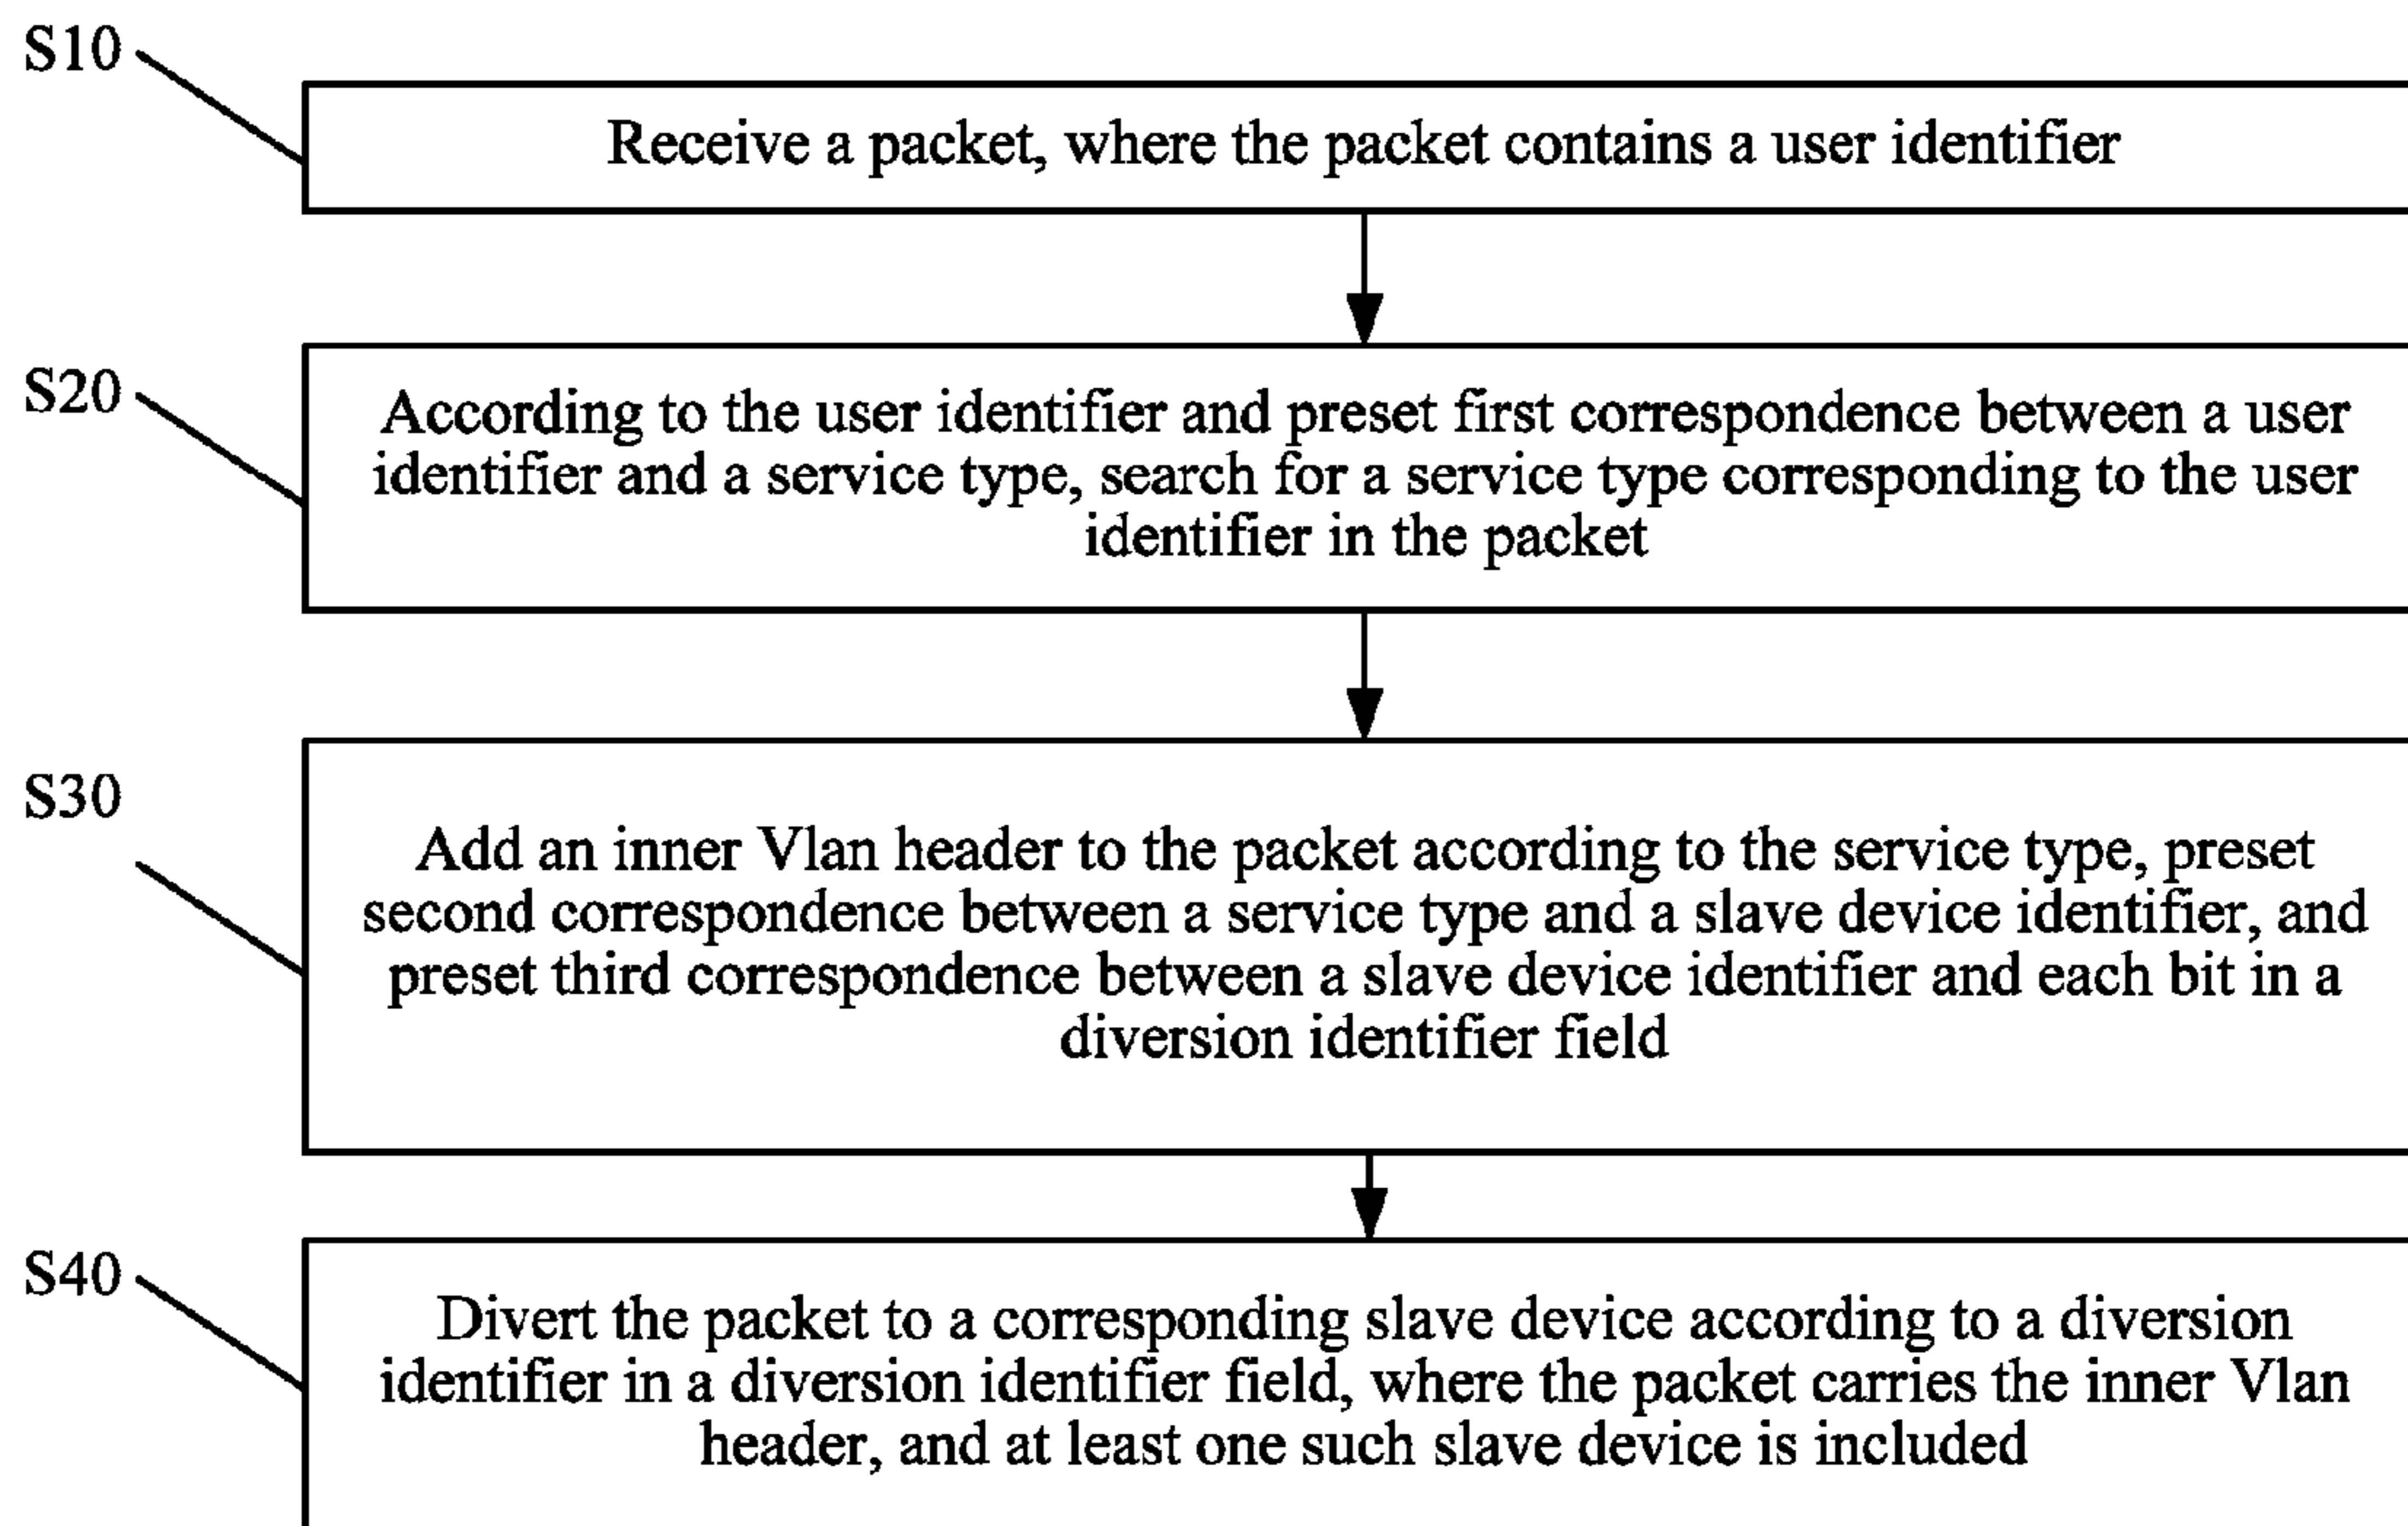 S10
Receive a packet, where the packet contains a user identifier
S20
According to the user identifier and preset first correspondence between a user
identifier and a service type, search for a service type corresponding to the user
identifier in the packet
S30
Add an inner Vlan header to the packet according to the service type, preset
second correspondence between a service type and a slave device identifier, and
preset third correspondence between a slave device identifier and each bit in a
diversion identifier field
S40
Divert the packet to a corresponding slave device according to a diversion
identifier in a diversion identifier field, where the packet carries the inner Vlan
header, and at least one such slave device is included